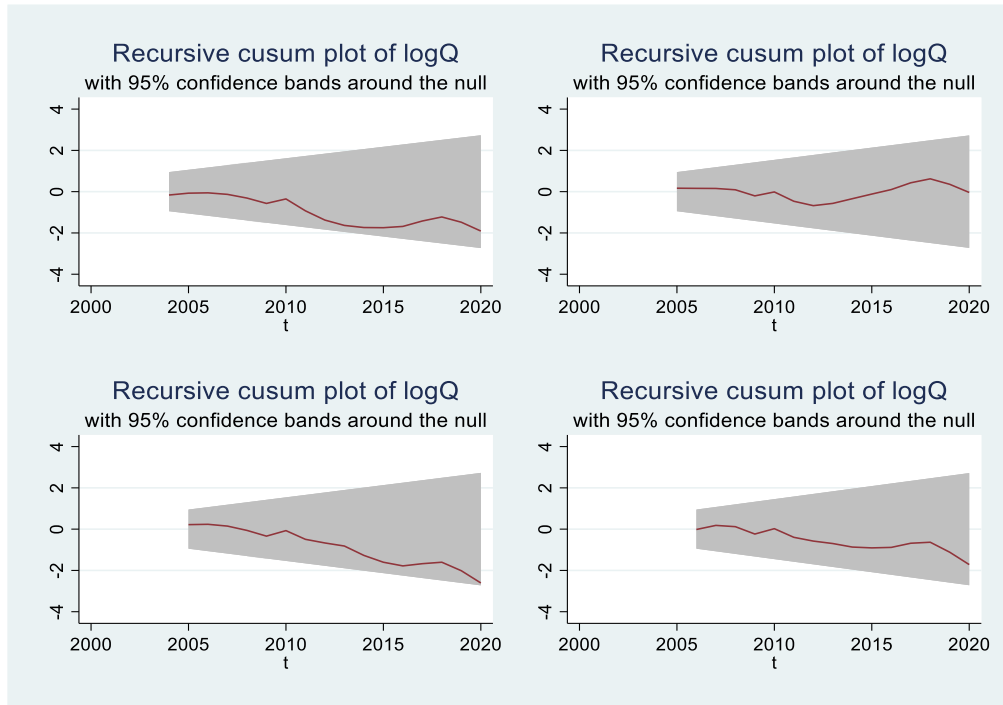 Recursive cusum plot of logQ
with 95% confidence bands around the null
4
2
0
-2
-4
2000 2005 2010 2015 2020
t
Recursive cusum plot of logQ
with 95% confidence bands around the null
4
2
0
-2
-4
2000 2005 2010 2015 2020
t
Recursive cusum plot of logQ
with 95% confidence bands around the null
4
2
0
-2
-4
2000 2005 2010 2015 2020
t
Recursive cusum plot of logQ
with 95% confidence bands around the null
4
2
0
-2
-4
2000 2005 2010 2015 2020
t